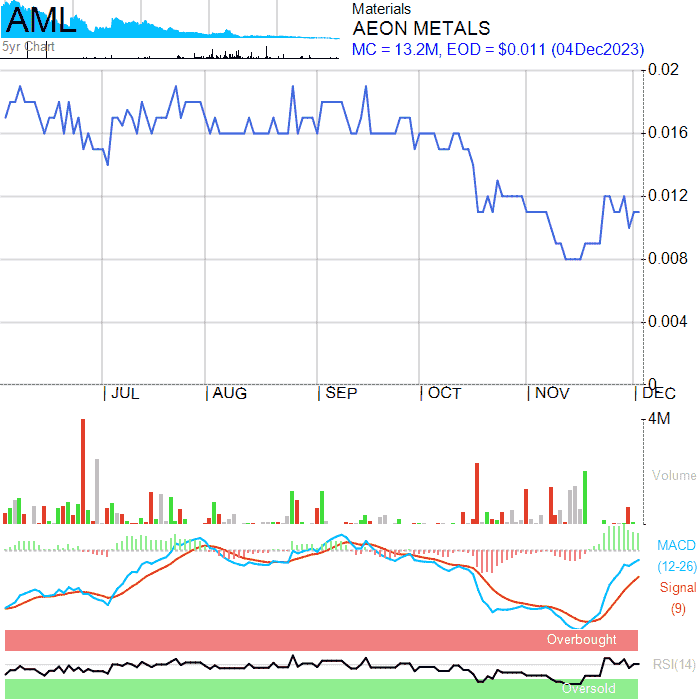 AML
5yr Chart
Materials
AEON METALS
MC = 13.2M, EOD = $0.011 (04Dec2023)
0.02
0.016
0.012
0.008
0.004
0
JUL AUG SEP OCT NOV DEC
4M
Volume
MACD
(12-26)
Signal
(9)
Overbought
RSI(14)
Oversold